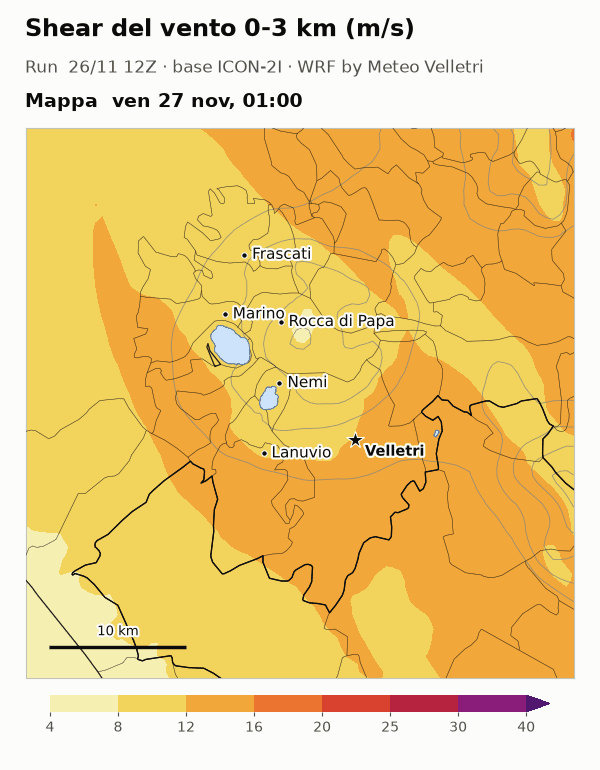 Shear del vento 0-3 km (m/s)
Run 26/11 12Z · base ICON-2I · WRF by Meteo Velletri
Mappa ven 27 nov, 01:00
Frascati
Marino
Rocca di Papa
Nemi
Velletri
Lanuvio
10 km
4 8 12 16 20 25 30 40